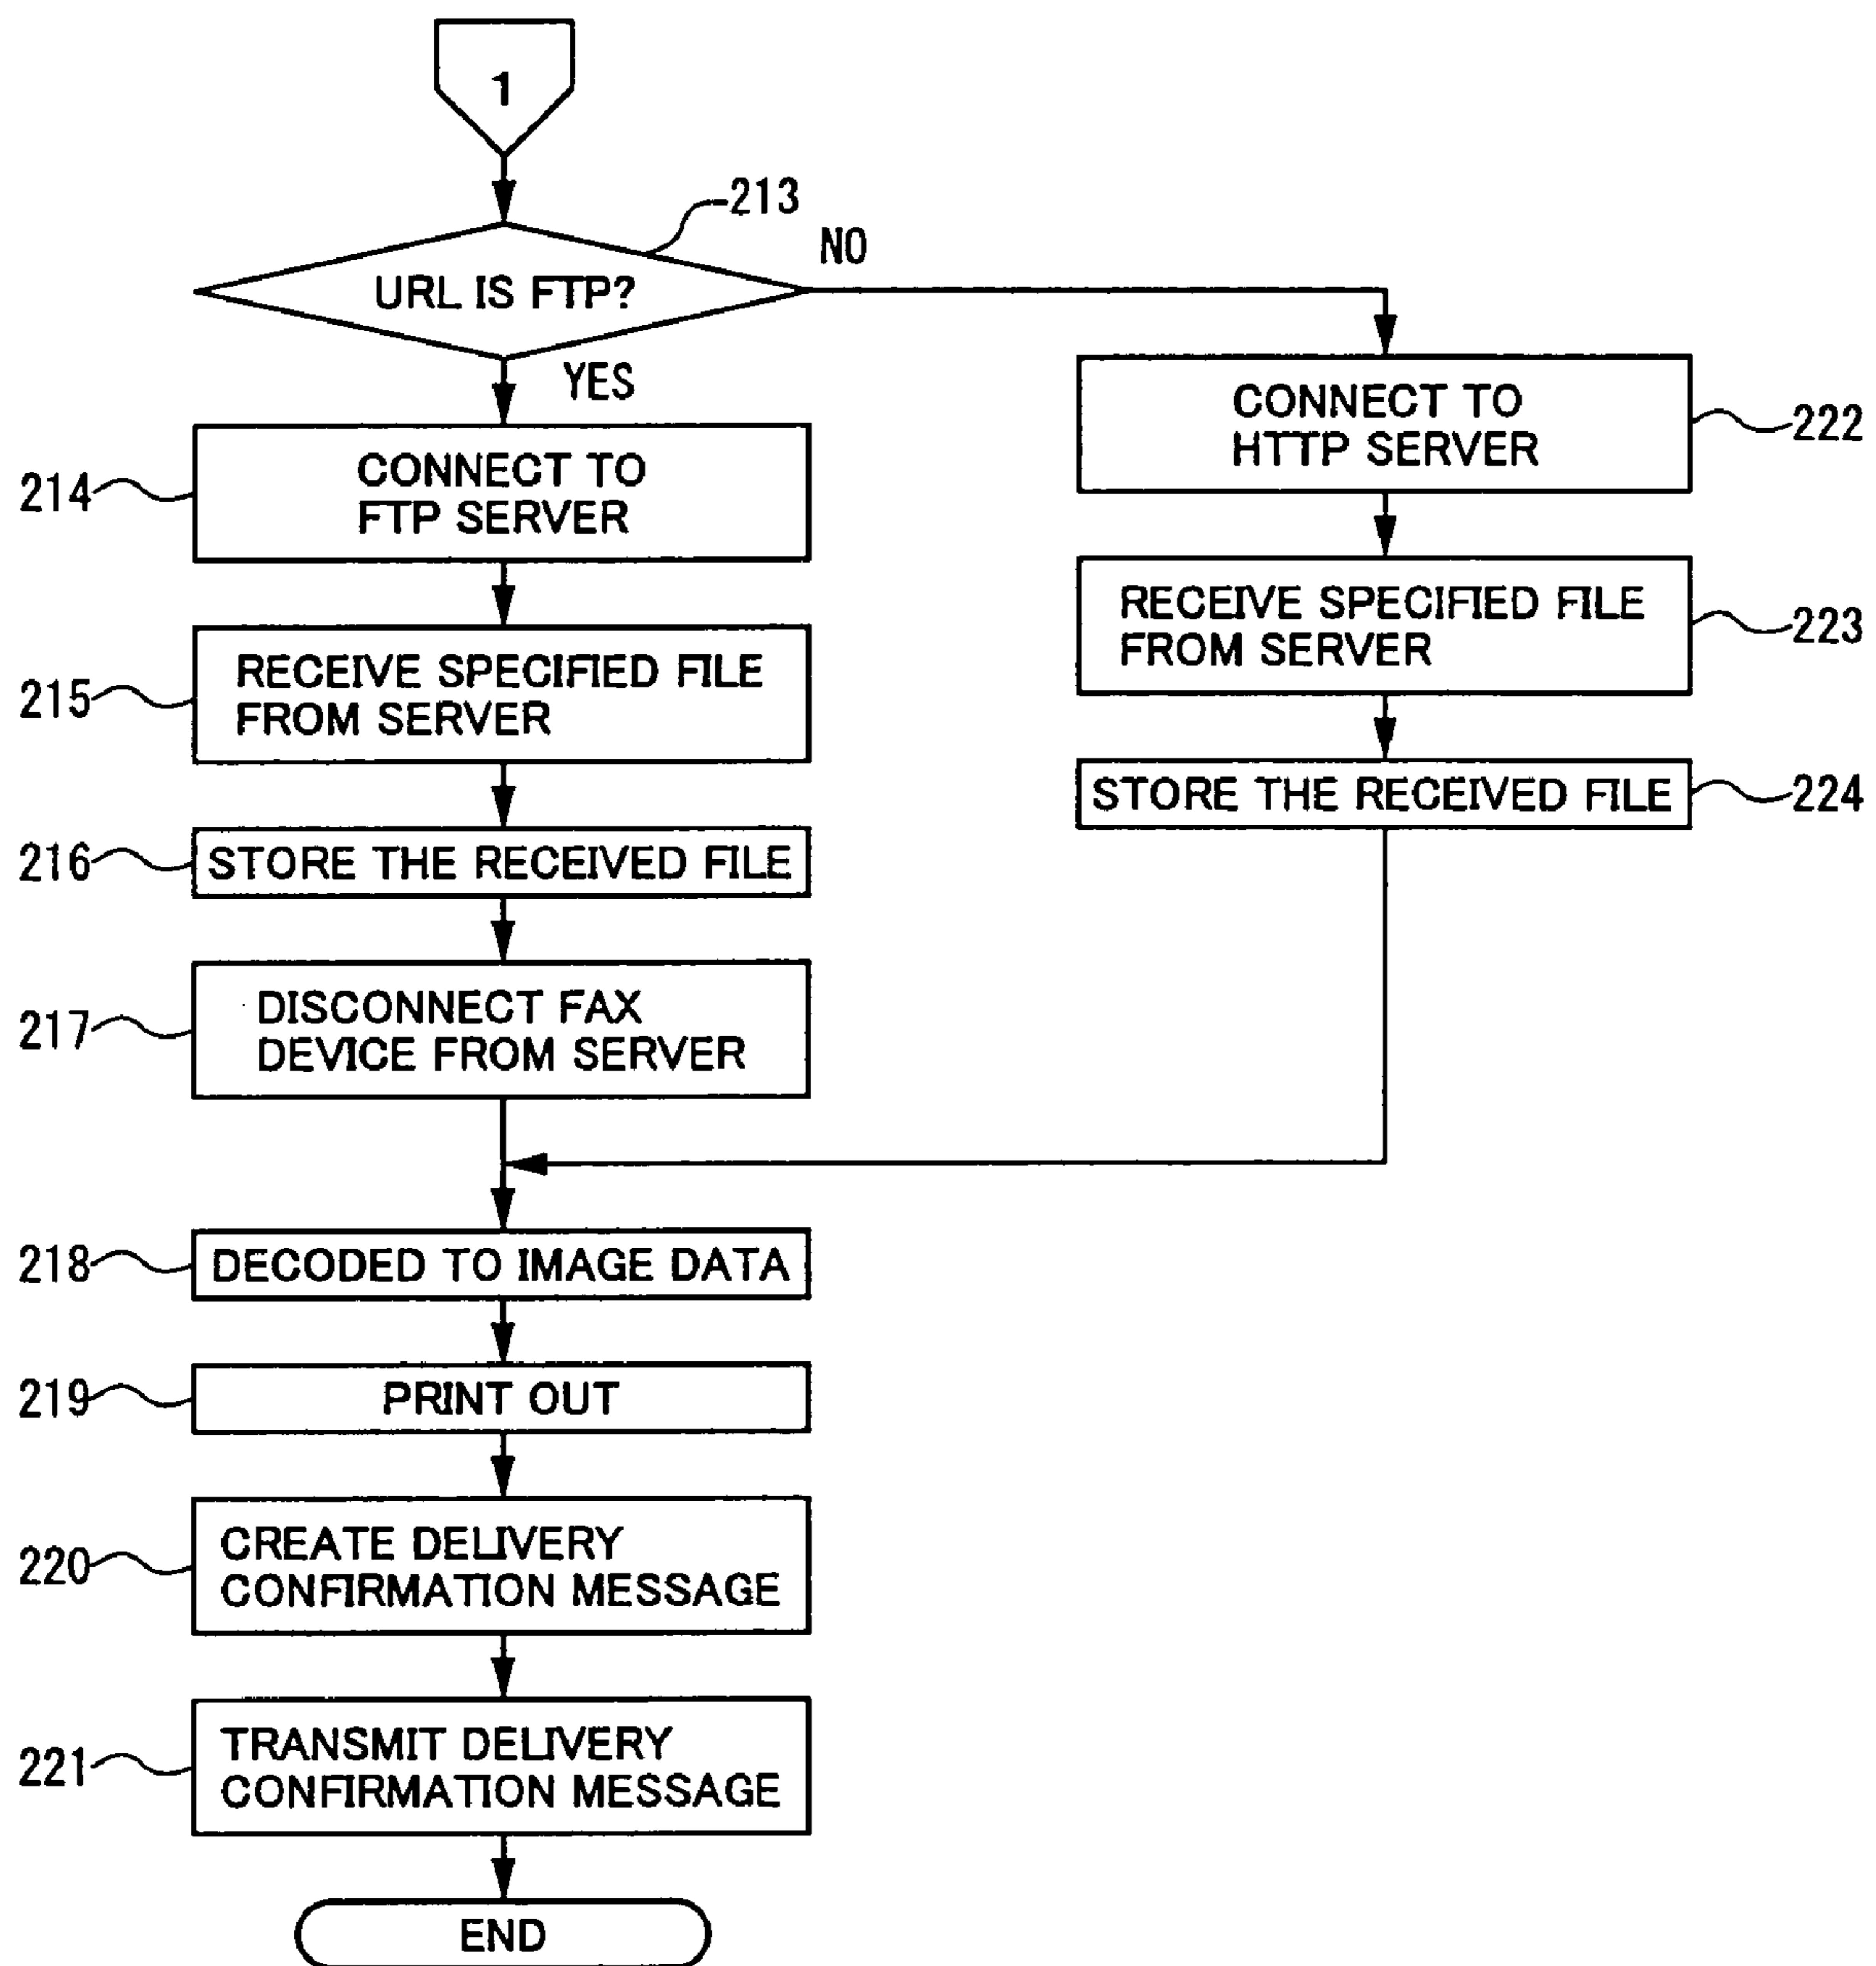 1
213
URL IS FTP?
NO
YES
214
CONNECT TO
FTP SERVER
215
RECEIVE SPECIFIED FILE
FROM SERVER
216
STORE THE RECEIVED FILE
217
DISCONNECT FAX
DEVICE FROM SERVER
CONNECT TO
HTTP SERVER
222
RECEIVE SPECIFIED FILE
FROM SERVER
223
STORE THE RECEIVED FILE
224
218
DECODED TO IMAGE DATA
219
PRINT OUT
220
CREATE DELIVERY
CONFIRMATION MESSAGE
221
TRANSMIT DELIVERY
CONFIRMATION MESSAGE
END